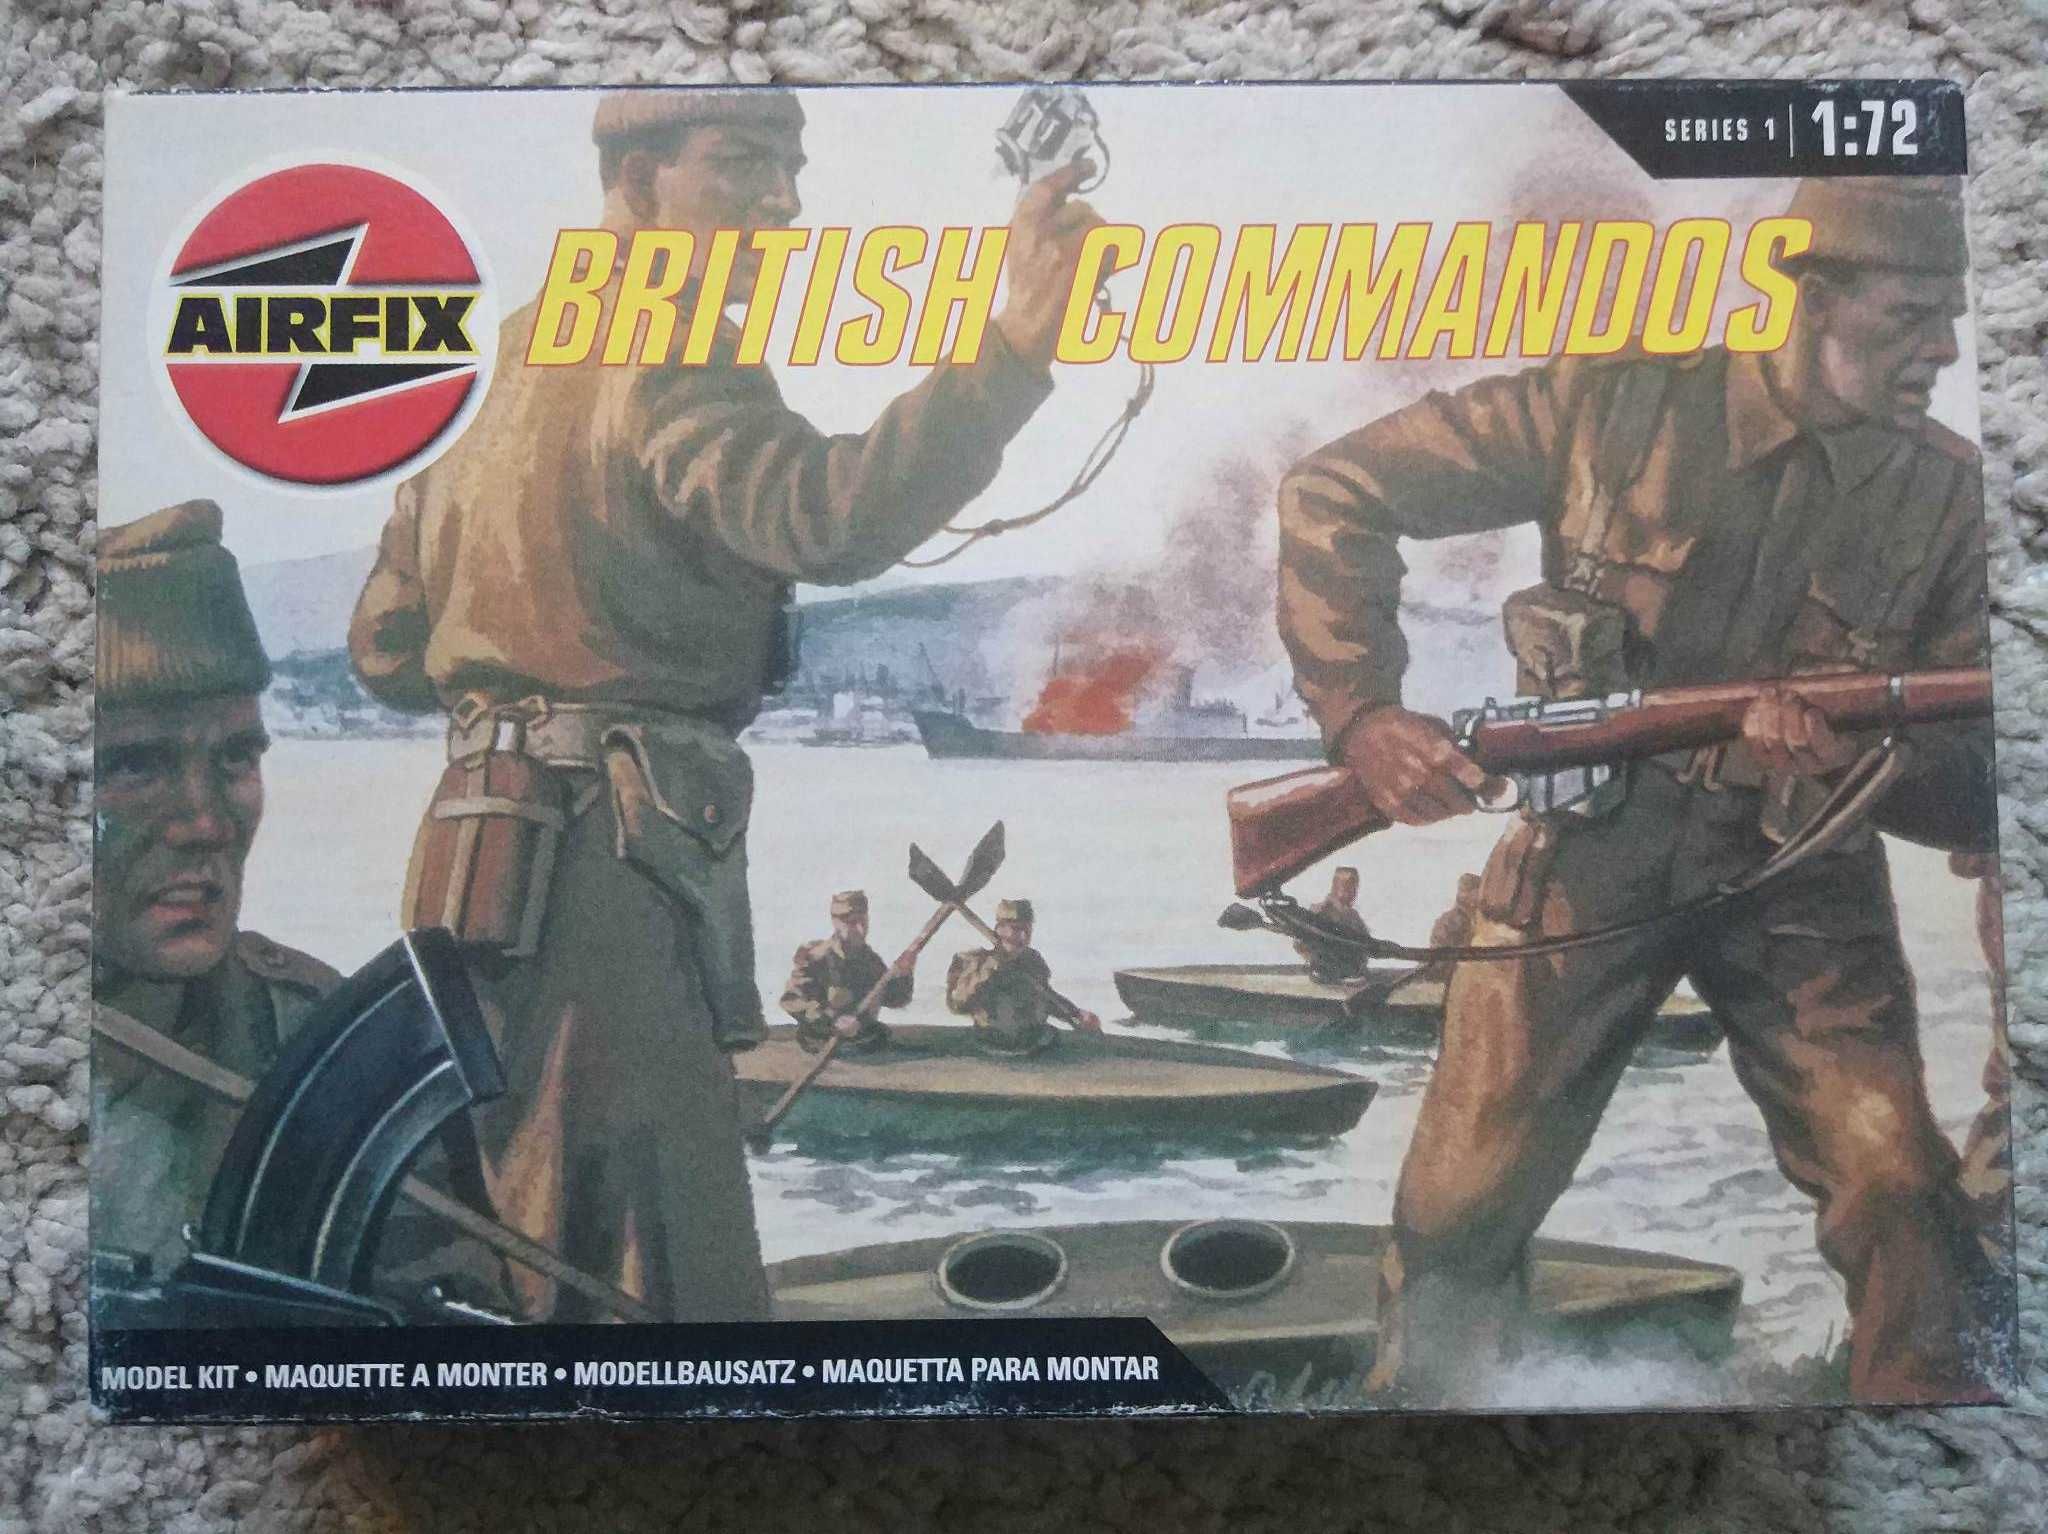 SERIES 1 | 1:72
BRITISH COMMANDOS
AIRFIX
MODEL KIT • MAQUETTE A MONTER • MODELLBAUSATZ • MAQUETTA PARA MONTAR